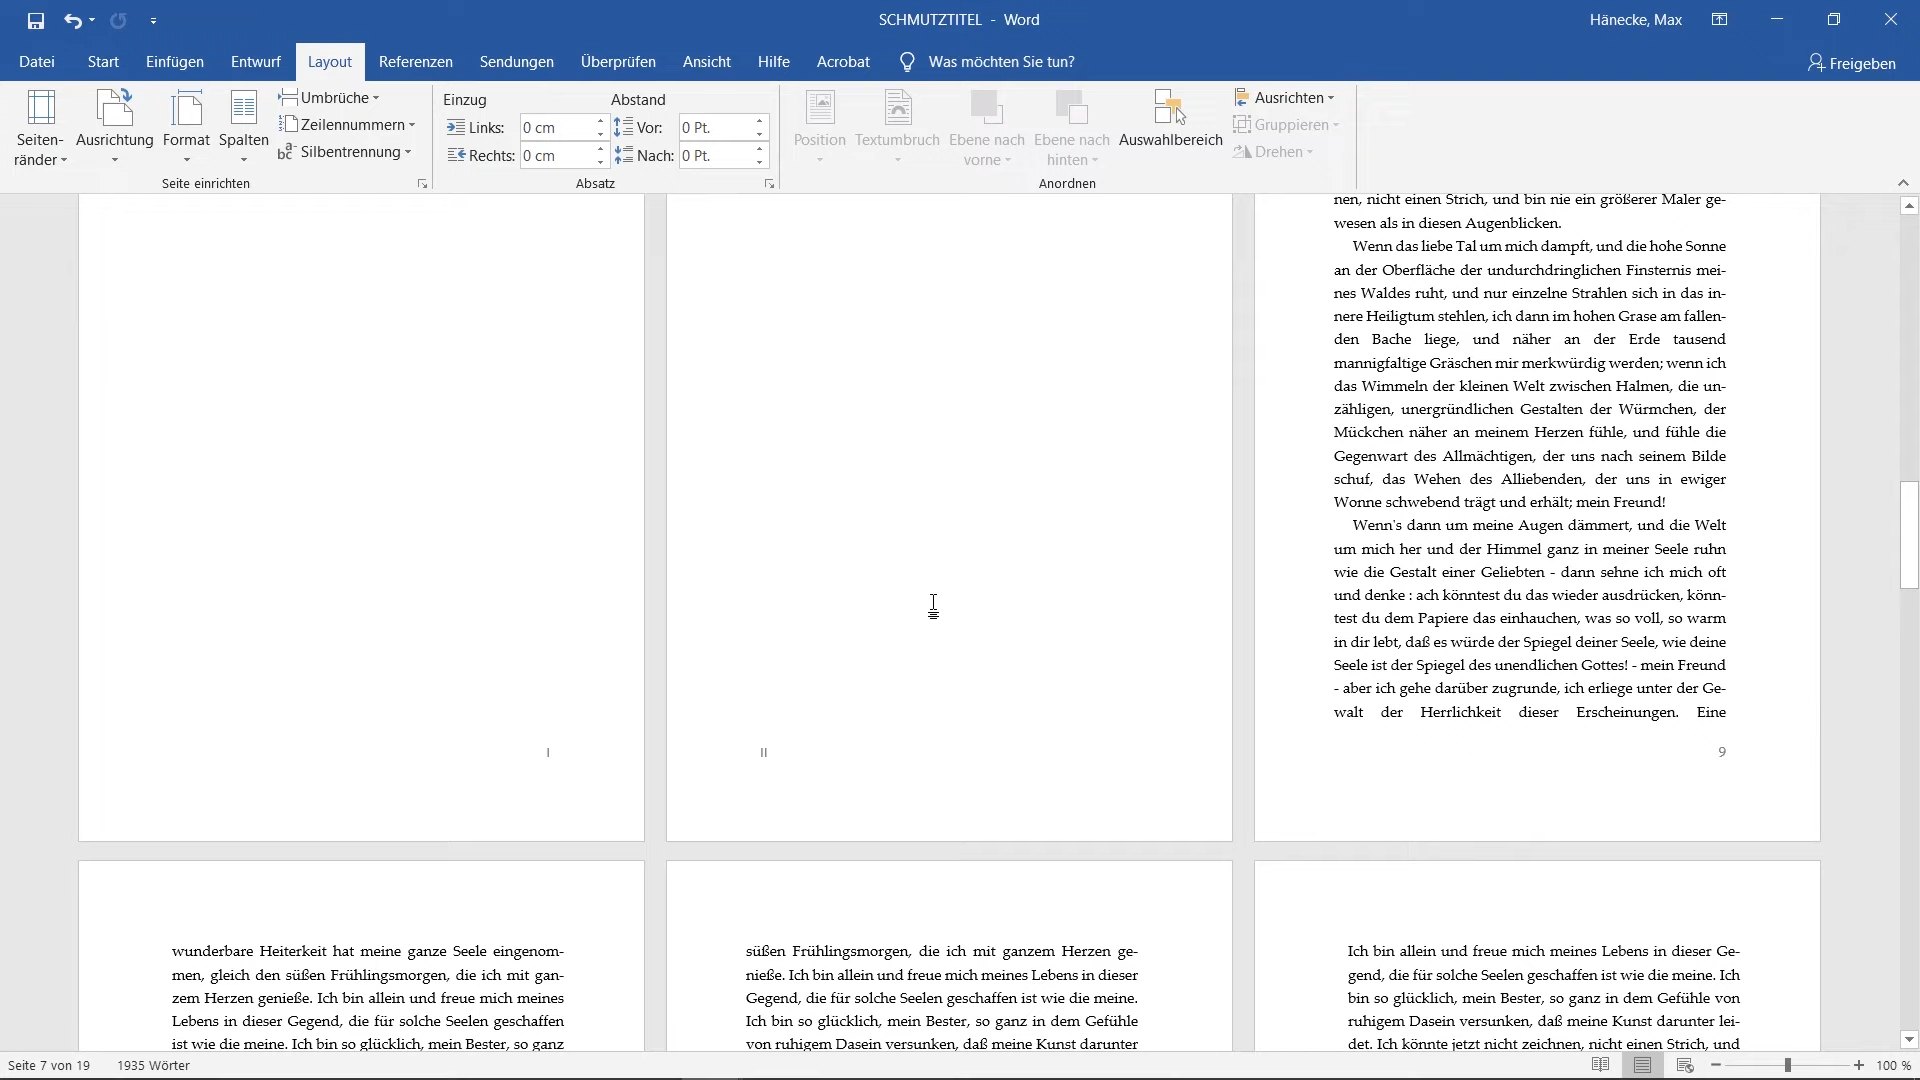 SCHMUTZTITEL - Word
Hänecke, Max
Datei Start Einfügen Entwurf Layout Referenzen Sendungen Überprüfen Ansicht Hilfe Acrobat Was möchten Sie tun? Freigeben
Seiten-
ränder
Ausrichtung
Format
Spalten
Umbrüche
Zeilennummern
Silbentrennung
Seite einrichten
Einzug
Links: 0 cm
Rechts: 0 cm
Abstand
Vor: 0 Pt.
Nach: 0 Pt.
Absatz
Position
Textumbruch
Ebene nach
vorne
Ebene nach
hinten
Auswahlbereich
Ausrichten
Gruppieren
Drehen
Anordnen
I
II
nen, nicht einen Strich, und bin nie ein größerer Maler ge-
wesen als in diesen Augenblicken.
Wenn das liebe Tal um mich dampft, und die hohe Sonne
an der Oberfläche der undurchdringlichen Finsternis mei-
nes Waldes ruht, und nur einzelne Strahlen sich in das in-
nere Heiligtum stehlen, ich dann im hohen Grase am fallen-
den Bache liege, und näher an der Erde tausend
mannigfaltige Gräschen mir merkwürdig werden; wenn ich
das Wimmeln der kleinen Welt zwischen Halmen, die un-
zähligen, unergründlichen Gestalten der Würmchen, der
Mückchen näher an meinem Herzen fühle, und fühle die
Gegenwart des Allmächtigen, der uns nach seinem Bilde
schuf, das Wehen des Alliebenden, der uns in ewiger
Wonne schwebend trägt und erhält; mein Freund!
Wenn's dann um meine Augen dämmert, und die Welt
um mich her und der Himmel ganz in meiner Seele ruhn
wie die Gestalt einer Geliebten - dann sehne ich mich oft
und denke : ach könntest du das wieder ausdrücken, könn-
test du dem Papiere das einhauchen, was so voll, so warm
in dir lebt, daß es würde der Spiegel deiner Seele, wie deine
Seele ist der Spiegel des unendlichen Gottes! - mein Freund
- aber ich gehe darüber zugrunde, ich erliege unter der Ge-
walt der Herrlichkeit dieser Erscheinungen. Eine
9
wunderbare Heiterkeit hat meine ganze Seele eingenom-
men, gleich den süßen Frühlingsmorgen, die ich mit gan-
zem Herzen genieße. Ich bin allein und freue mich meines
Lebens in dieser Gegend, die für solche Seelen geschaffen
ist wie die meine. Ich bin so glücklich, mein Bester, so ganz
süßen Frühlingsmorgen, die ich mit ganzem Herzen ge-
nieße. Ich bin allein und freue mich meines Lebens in dieser
Gegend, die für solche Seelen geschaffen ist wie die meine.
Ich bin so glücklich, mein Bester, so ganz in dem Gefühle
von ruhigem Dasein versunken, daß meine Kunst darunter
Ich bin allein und freue mich meines Lebens in dieser Ge-
gend, die für solche Seelen geschaffen ist wie die meine. Ich
bin so glücklich, mein Bester, so ganz in dem Gefühle von
ruhigem Dasein versunken, daß meine Kunst darunter lei-
det. Ich könnte jetzt nicht zeichnen, nicht einen Strich, und
Seite 7 von 19 1935 Wörter
100 %